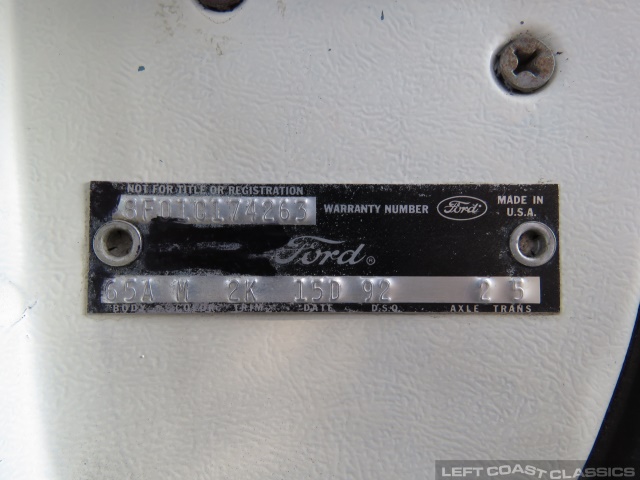 NOT FOR TITLE OR REGISTRATION
5F01C174263 WARRANTY NUMBER Ford MADE IN U.S.A.
Ford®
65A M 2K 15D 92 2 5
BODY COLOR TRIM DATE D.S.O. AXLE TRANS
LEFT COAST CLASSICS